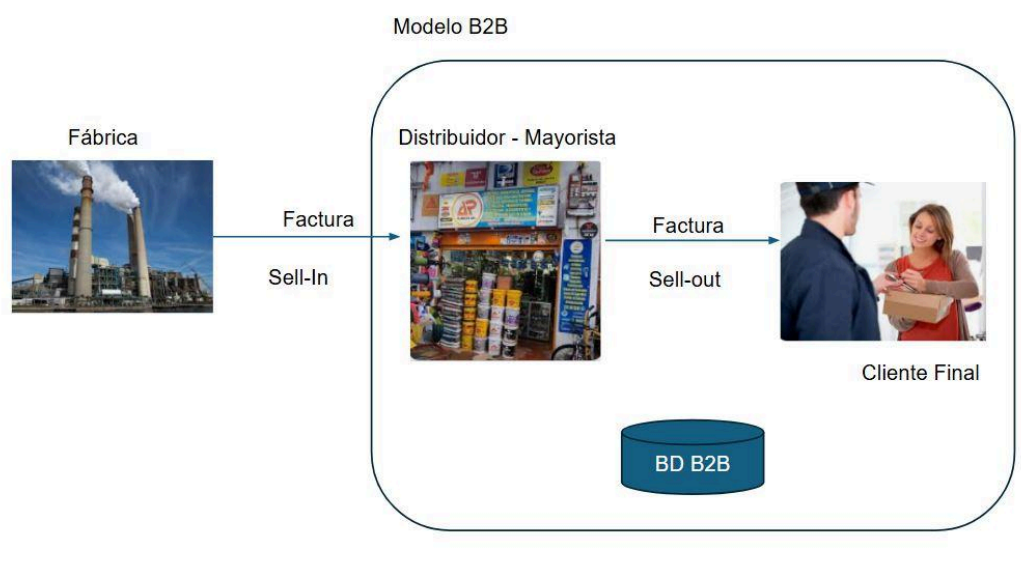 Modelo B2B
Fábrica
Distribuidor - Mayorista
Factura
Sell-In
Factura
Sell-out
Cliente Final
BD B2B